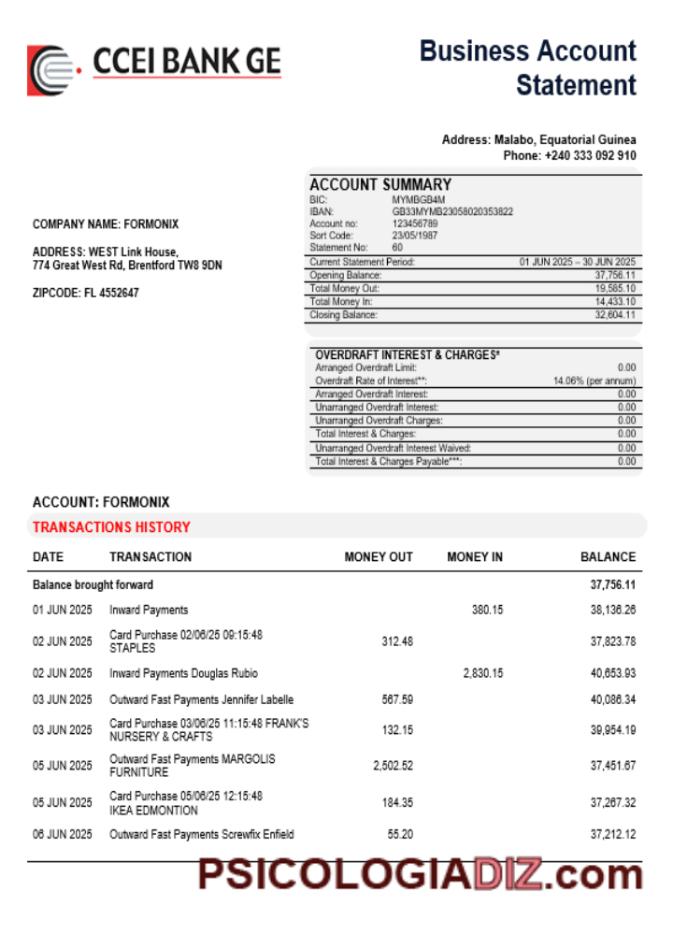 CCEI BANK GE
Business Account
Statement
Address: Malabo, Equatorial Guinea
Phone: +240 333 092 910
ACCOUNT SUMMARY
BIC: MYMBGB4M
IBAN: GB33MYMB23058020353822
Account no: 123456789
Sort Code: 23/05/1987
Statement No: 60
Current Statement Period: 01 JUN 2025 – 30 JUN 2025
Opening Balance: 37,756.11
Total Money Out: 19,585.10
Total Money In: 14,433.10
Closing Balance: 32,604.11
COMPANY NAME: FORMONIX
ADDRESS: WEST Link House,
774 Great West Rd, Brentford TW8 9DN
ZIPCODE: FL 4552647
OVERDRAFT INTEREST & CHARGES*
Arranged Overdraft Limit: 0.00
Overdraft Rate of Interest**: 14.06% (per annum)
Arranged Overdraft Interest: 0.00
Unarranged Overdraft Interest: 0.00
Unarranged Overdraft Charges: 0.00
Total Interest & Charges: 0.00
Unarranged Overdraft Interest Waived: 0.00
Total Interest & Charges Payable***: 0.00
ACCOUNT: FORMONIX
TRANSACTIONS HISTORY
DATE TRANSACTION MONEY OUT MONEY IN BALANCE
Balance brought forward 37,756.11
01 JUN 2025 Inward Payments 380.15 38,136.26
02 JUN 2025 Card Purchase 02/06/25 09:15:48 312.48 37,823.78
STAPLES
02 JUN 2025 Inward Payments Douglas Rubio 2,830.15 40,653.93
03 JUN 2025 Outward Fast Payments Jennifer Labelle 567.59 40,086.34
03 JUN 2025 Card Purchase 03/06/25 11:15:48 FRANK'S 132.15 39,954.19
NURSERY & CRAFTS
05 JUN 2025 Outward Fast Payments MARGOLIS 2,502.52 37,451.67
FURNITURE
05 JUN 2025 Card Purchase 05/06/25 12:15:48 184.35 37,267.32
IKEA EDMONTION
06 JUN 2025 Outward Fast Payments Screwfix Enfield 55.20 37,212.12
PSICOLOGIADIZ.com